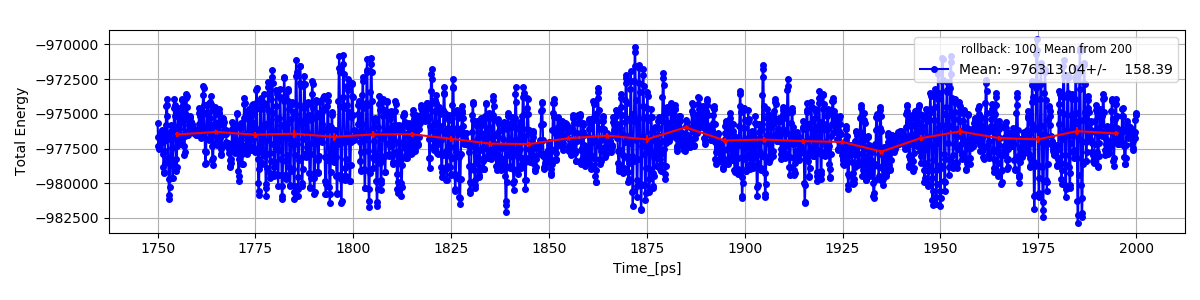 −970000
−972500
−975000
−977500
−980000
−982500
Total Energy
rollback: 100. Mean from 200
Mean: -976313.04+/-    158.39
1750 1775 1800 1825 1850 1875 1900 1925 1950 1975 2000
Time_[ps]